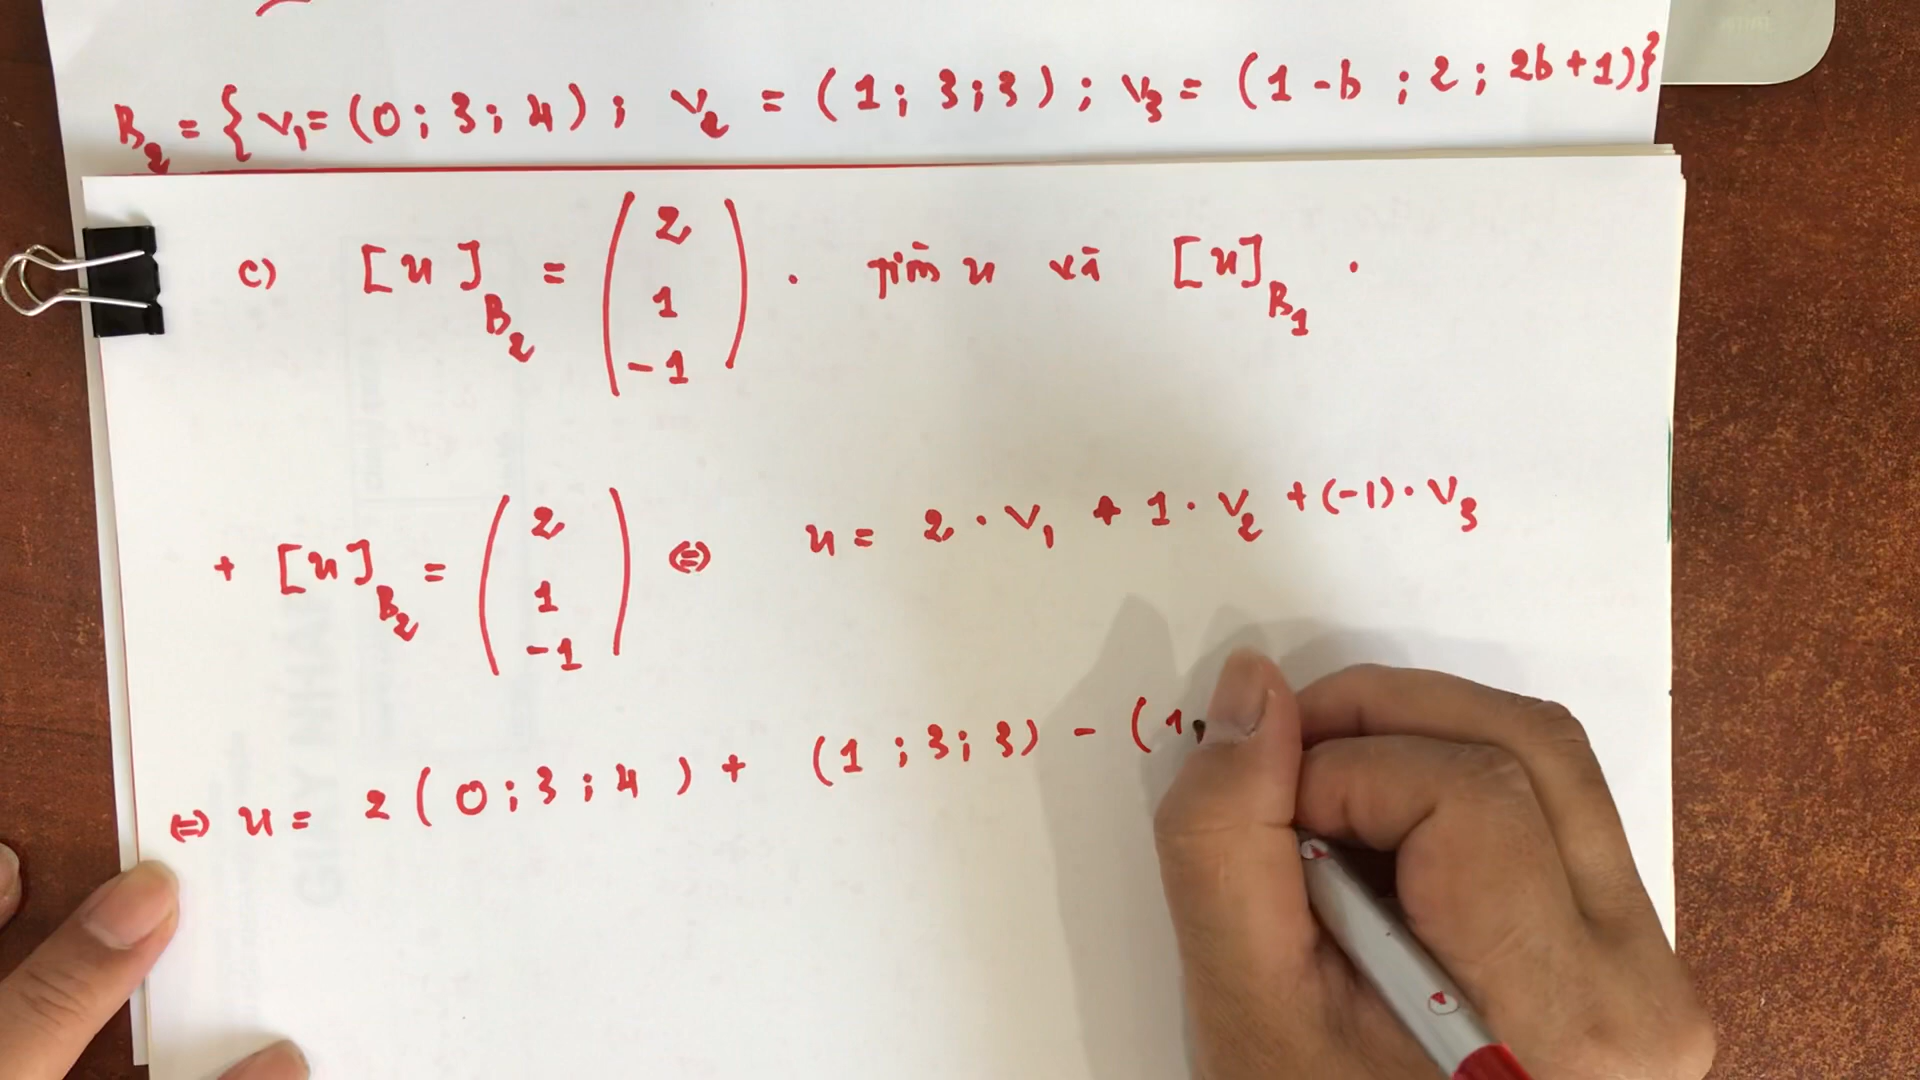 B₂ = { v₁ = (0 ; 3 ; 4) ; v₂ = (1 ; 3 ; 3) ; v₃ = (1 - b ; 2 ; 2b + 1)}
c) [u]_B₂ = (2 1 -1) . Tìm u và [u]_B₁ .
+ [u]_B₂ = (2 1 -1) ⇔ u = 2 · v₁ + 1 · v₂ + (-1) · v₃
⇔ u = 2 ( 0 ; 3 ; 4 ) + (1 ; 3 ; 3) - (1